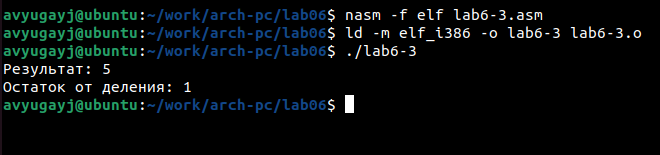 avyugayj@ubuntu:~/work/arch-pc/lab06$ nasm -f elf lab6-3.asm
avyugayj@ubuntu:~/work/arch-pc/lab06$ ld -m elf_i386 -o lab6-3 lab6-3.o
avyugayj@ubuntu:~/work/arch-pc/lab06$ ./lab6-3
Результат: 5
Остаток от деления: 1
avyugayj@ubuntu:~/work/arch-pc/lab06$